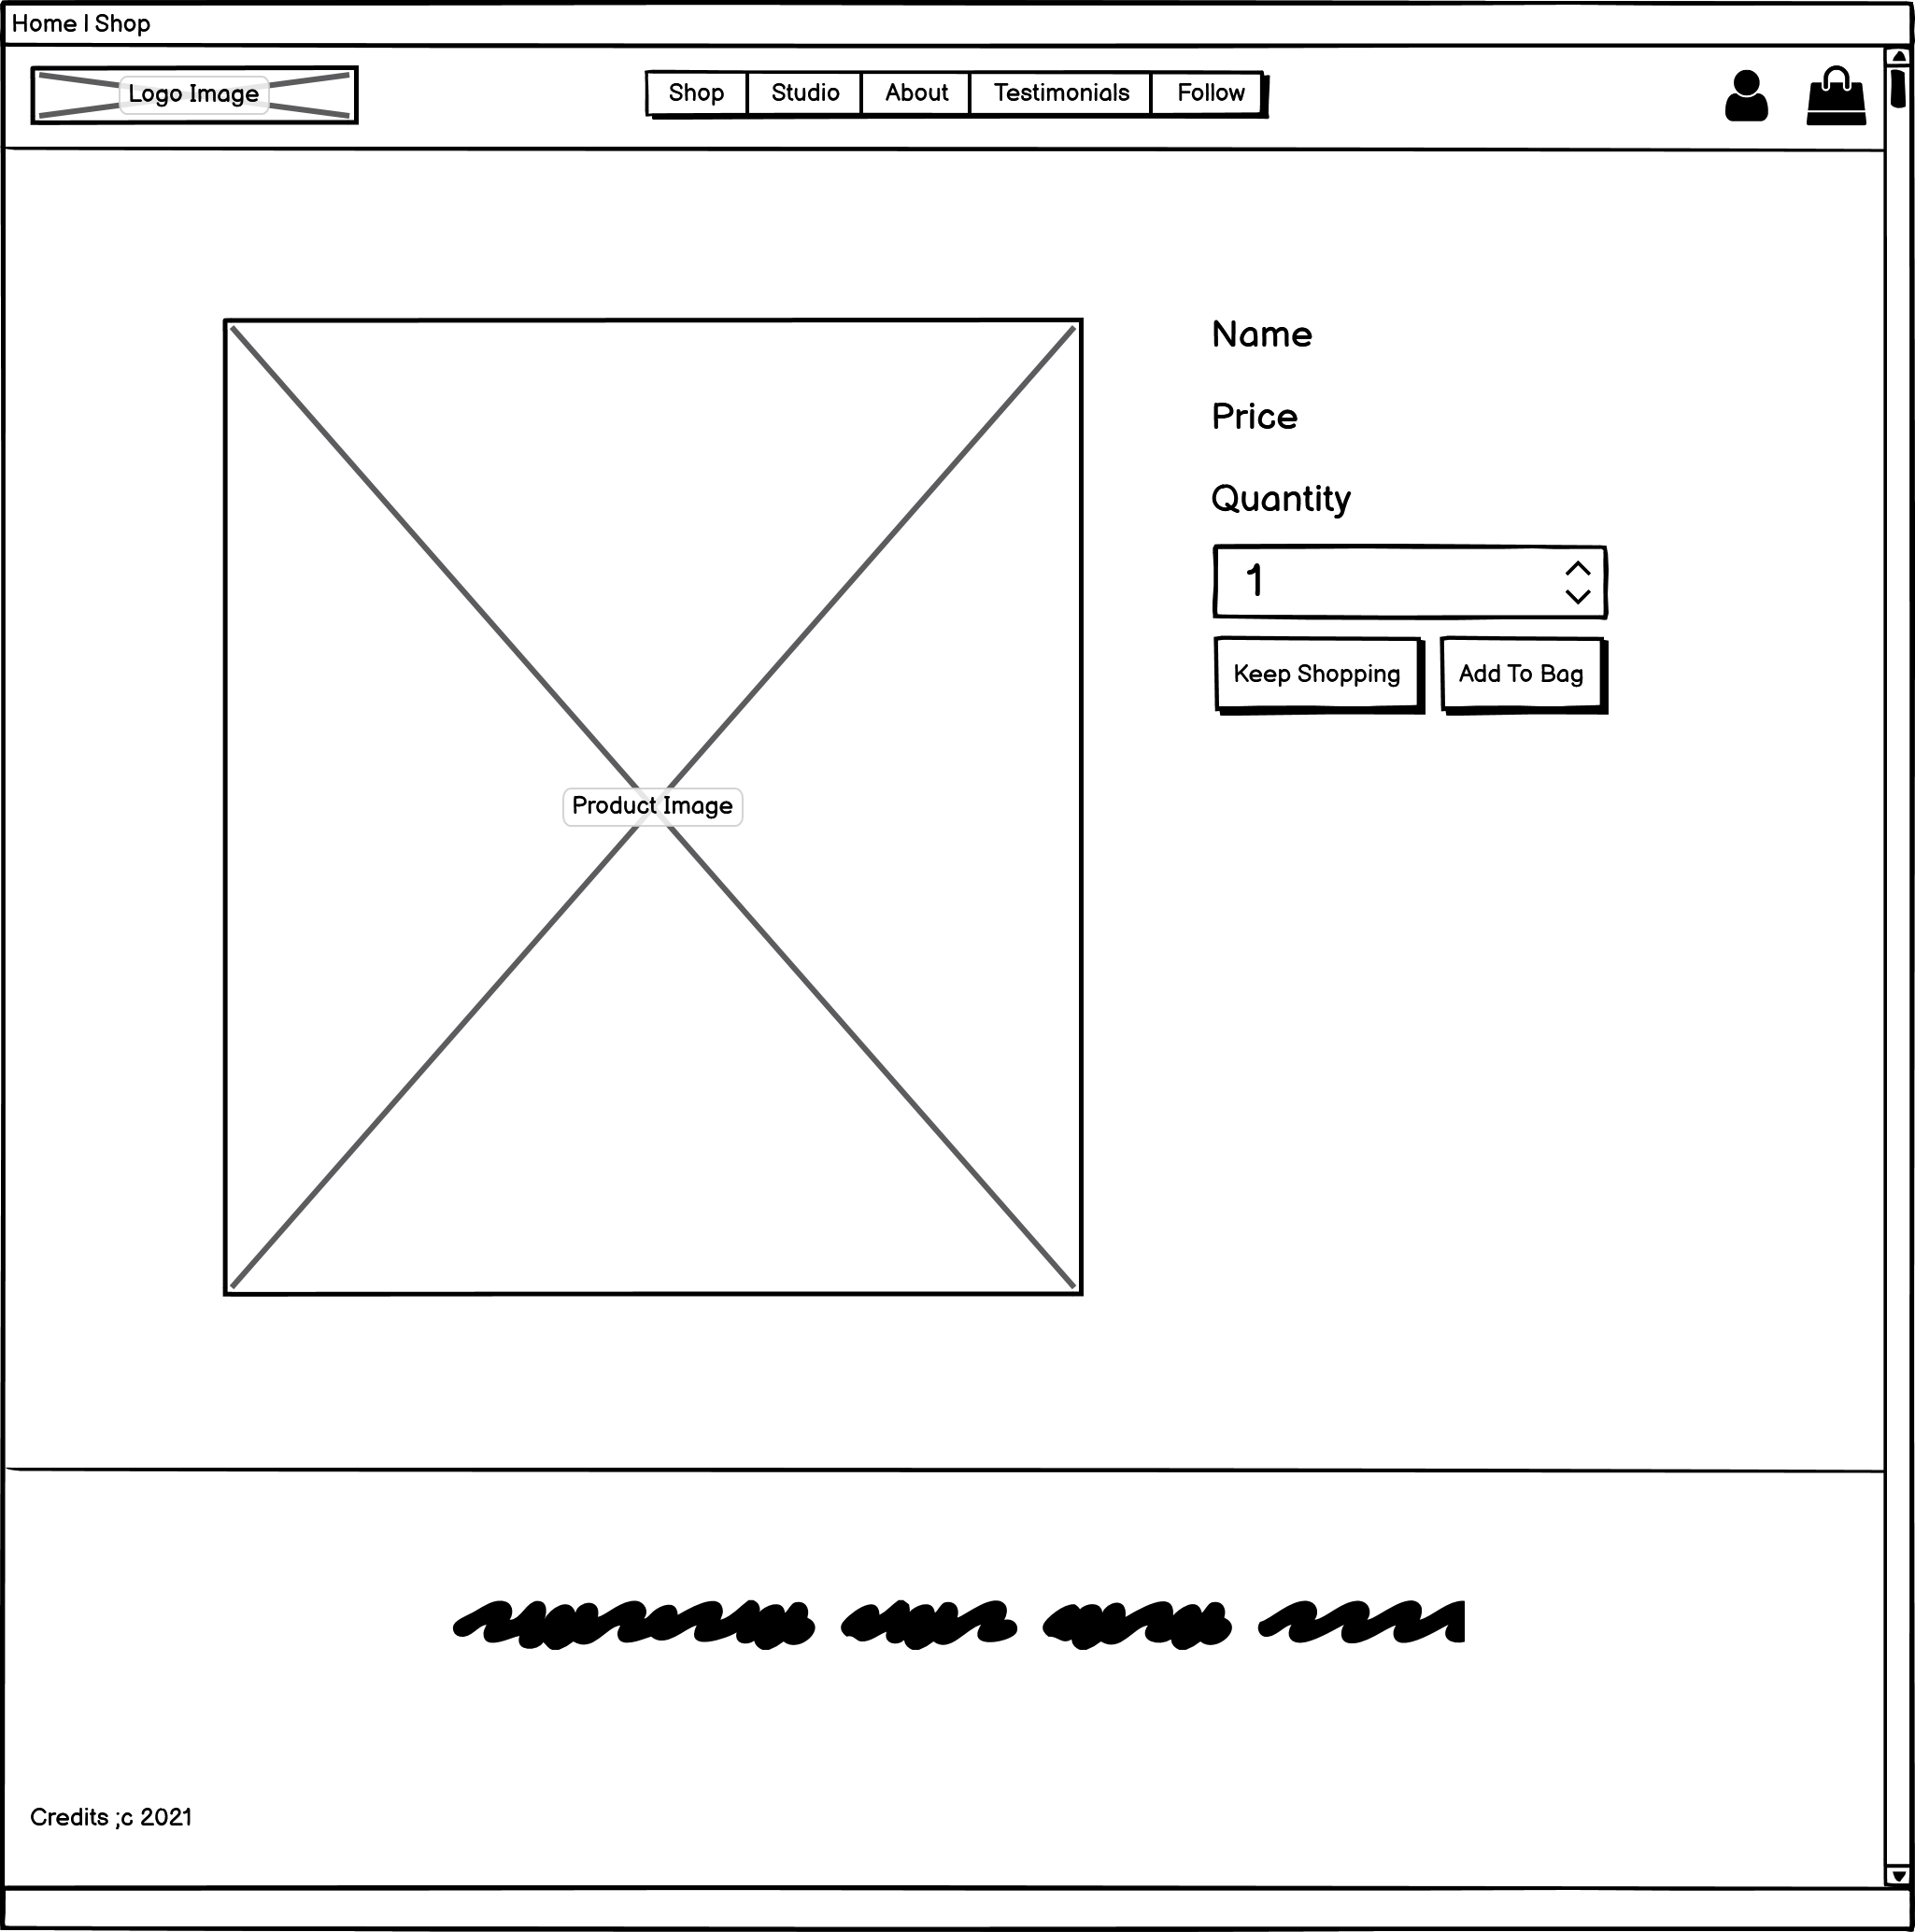 Home | Shop
Logo Image
Shop Studio About Testimonials Follow
Name
Price
Quantity
1
Keep Shopping Add To Bag
Product Image
Credits ;c 2021